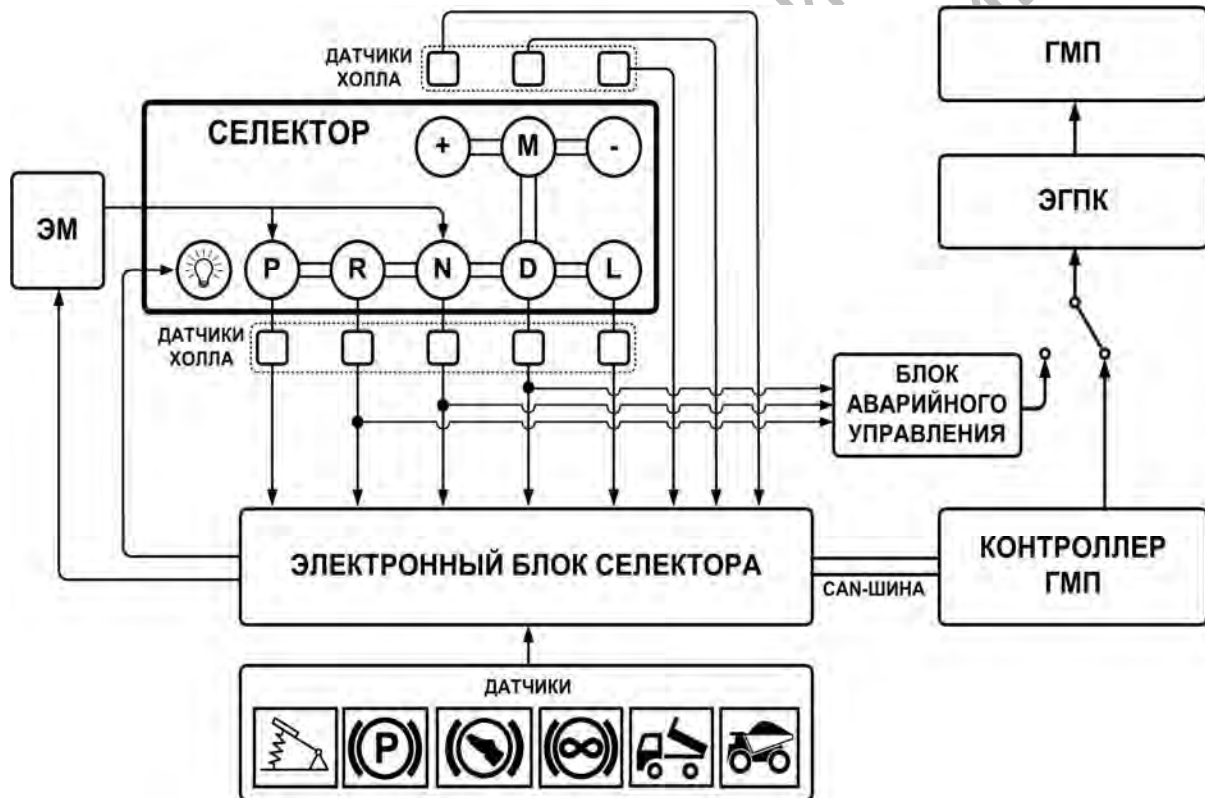 ДАТЧИКИ
ХОЛЛА
ГМП
СЕЛЕКТОР
+
M
-
ЭМ
ЭГПК
P
R
N
D
L
ДАТЧИКИ
ХОЛЛА
БЛОК
АВАРИЙНОГО
УПРАВЛЕНИЯ
ЭЛЕКТРОННЫЙ БЛОК СЕЛЕКТОРА
CAN-ШИНА
КОНТРОЛЛЕР
ГМП
ДАТЧИКИ
P